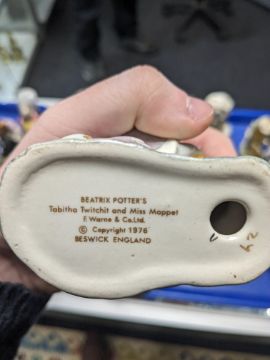 BEATRIX POTTER'S
Tabitha Twitchit and Miss Moppet
F. Warne & Co. Ltd.
© Copyright 1976
BESWICK ENGLAND